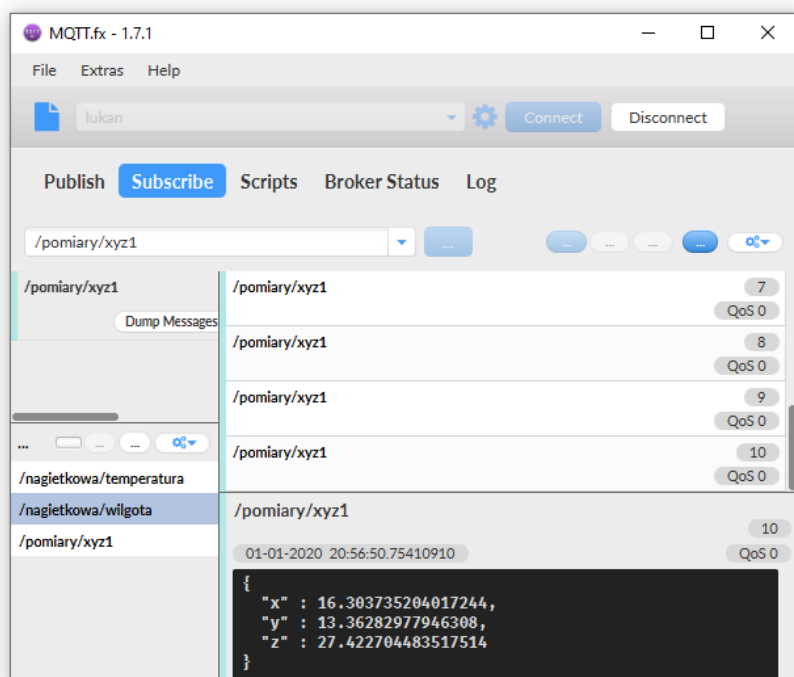 MQTT.fx - 1.7.1
File Extras Help
lukan Connect Disconnect
Publish Subscribe Scripts Broker Status Log
/pomiary/xyz1 ... ... ... ... ...
/pomiary/xyz1
Dump Messages
/pomiary/xyz1 7
QoS 0
/pomiary/xyz1 8
QoS 0
/pomiary/xyz1 9
QoS 0
/pomiary/xyz1 10
QoS 0
... ... ...
/nagietkowa/temperatura
/nagietkowa/wilgota
/pomiary/xyz1
/pomiary/xyz1
10
01-01-2020 20:56:50.75410910 QoS 0
{
"x" : 16.303735204017244,
"y" : 13.36282977946308,
"z" : 27.422704483517514
}